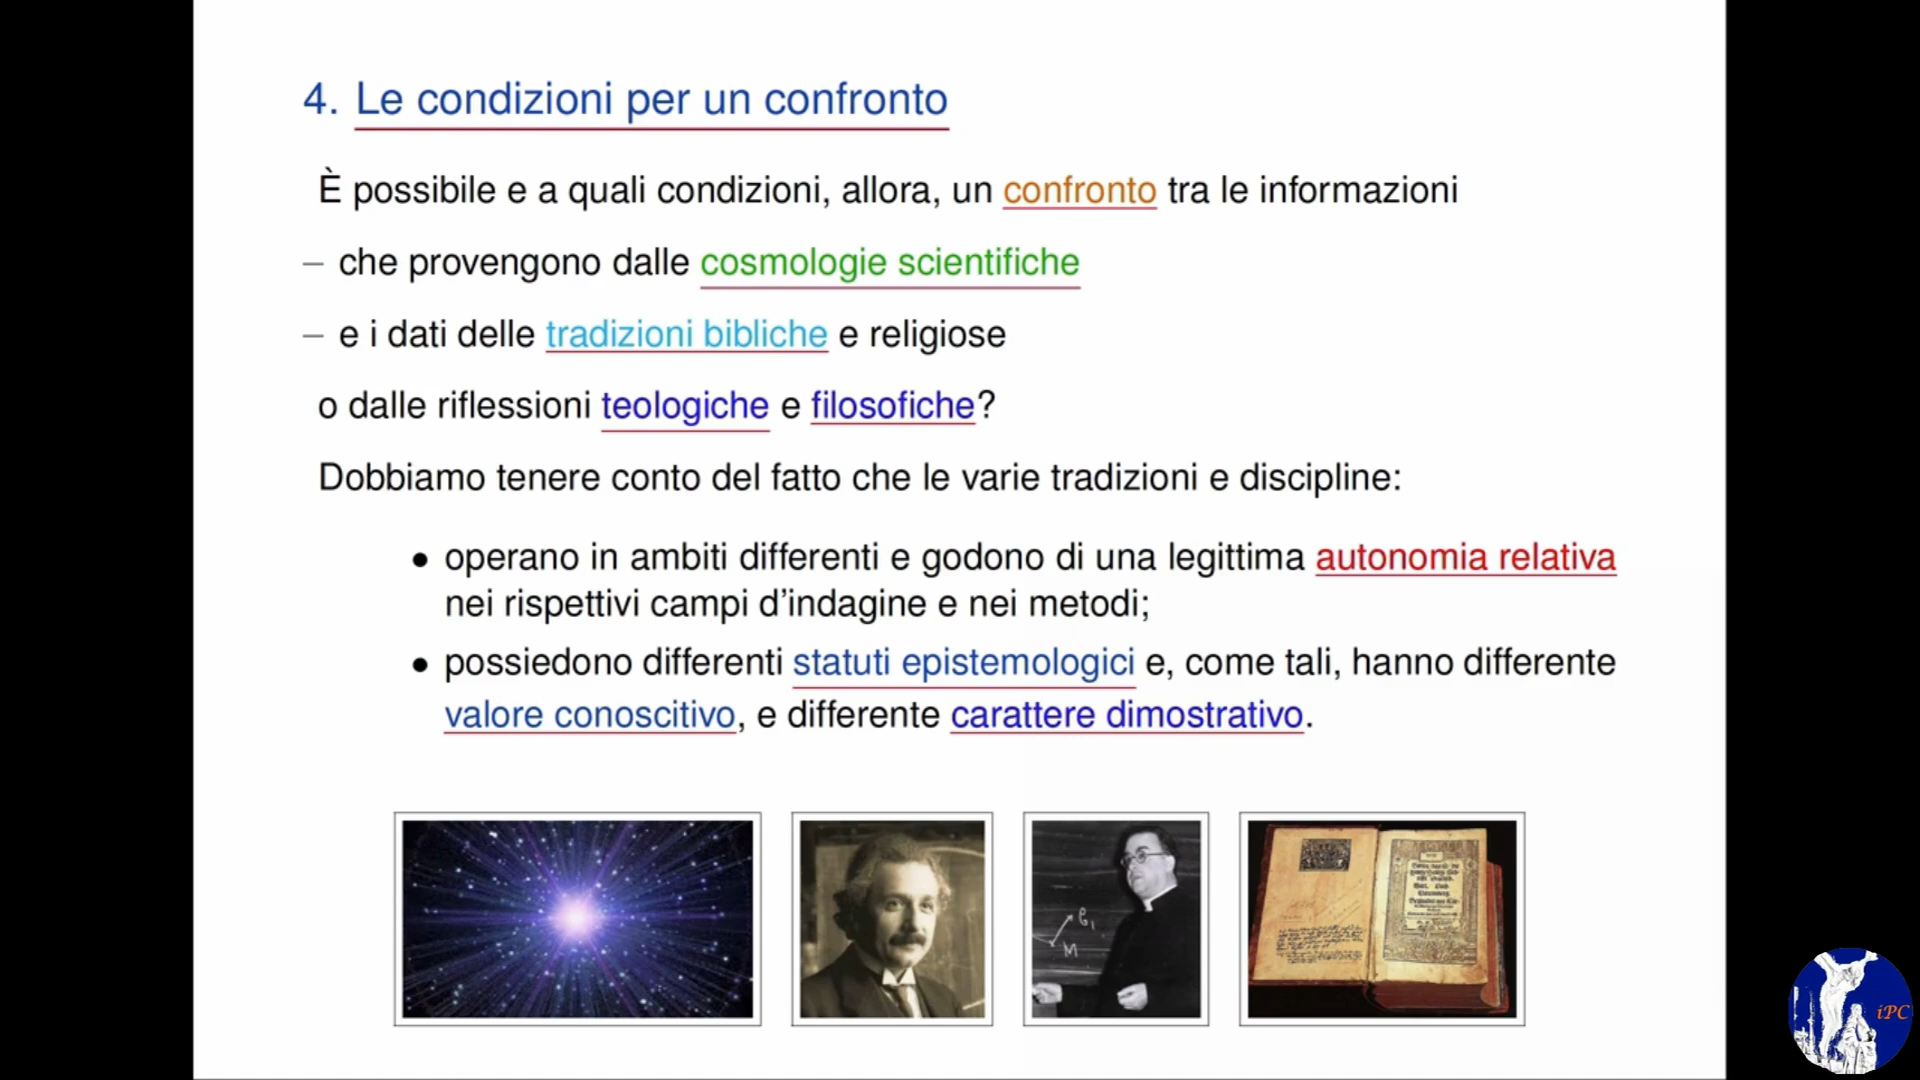 4. Le condizioni per un confronto
È possibile e a quali condizioni, allora, un confronto tra le informazioni
– che provengono dalle cosmologie scientifiche
– e i dati delle tradizioni bibliche e religiose
o dalle riflessioni teologiche e filosofiche?
Dobbiamo tenere conto del fatto che le varie tradizioni e discipline:
• operano in ambiti differenti e godono di una legittima autonomia relativa
nei rispettivi campi d'indagine e nei metodi;
• possiedono differenti statuti epistemologici e, come tali, hanno differente
valore conoscitivo, e differente carattere dimostrativo.
M
iPC